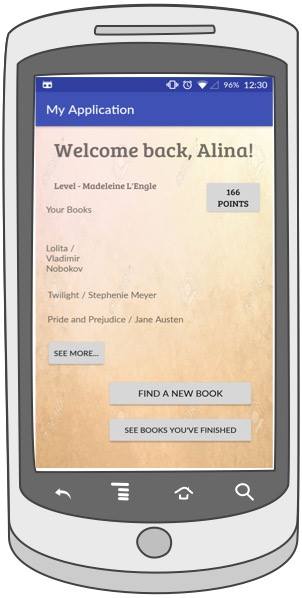 96% 12:30
My Application
Welcome back, Alina!
Level - Madeleine L'Engle
166
POINTS
Your Books
Lolita /
Vladimir
Nobokov
Twilight / Stephenie Meyer
Pride and Prejudice / Jane Austen
SEE MORE...
FIND A NEW BOOK
SEE BOOKS YOU'VE FINISHED